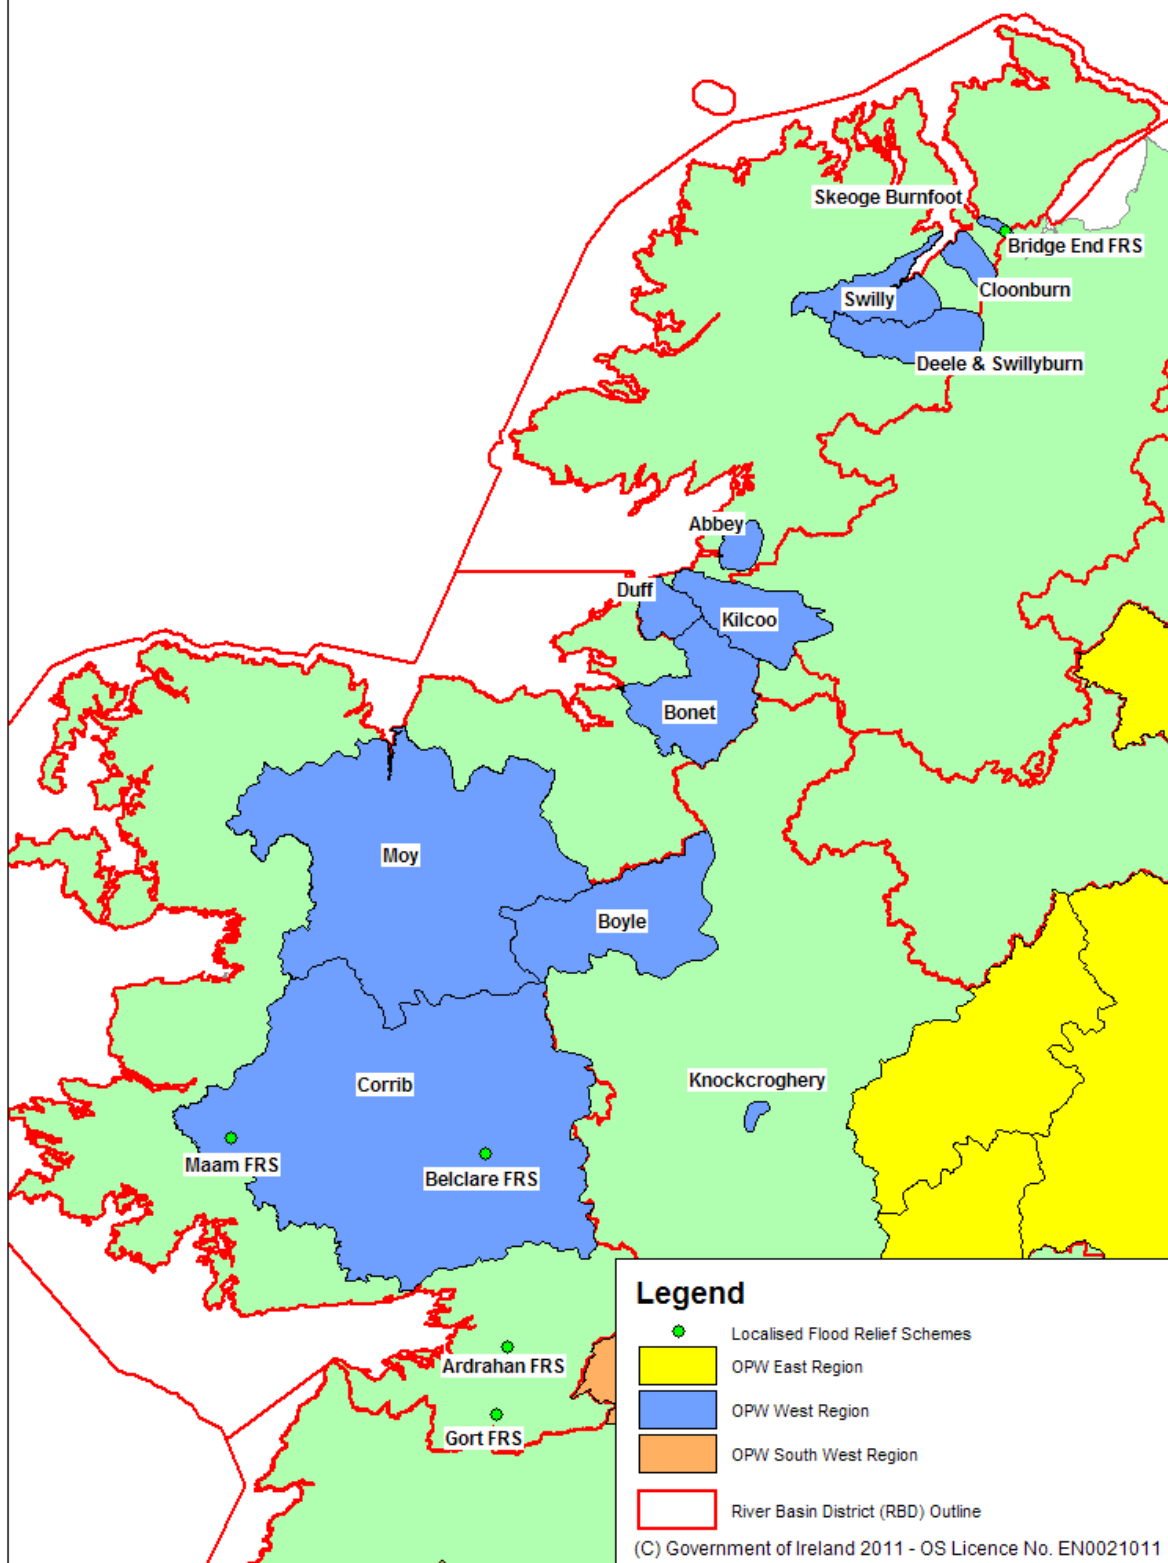 Skeoge Burnfoot
Bridge End FRS
Cloonburn
Swilly
Deele & Swillyburn
Abbey
Duff
Kilcoo
Bonet
Moy
Boyle
Corrib
Knockcroghery
Maam FRS
Belclare FRS
Ardrahan FRS
Gort FRS
Legend
Localised Flood Relief Schemes
OPW East Region
OPW West Region
OPW South West Region
River Basin District (RBD) Outline
(C) Government of Ireland 2011 - OS Licence No. EN0021011